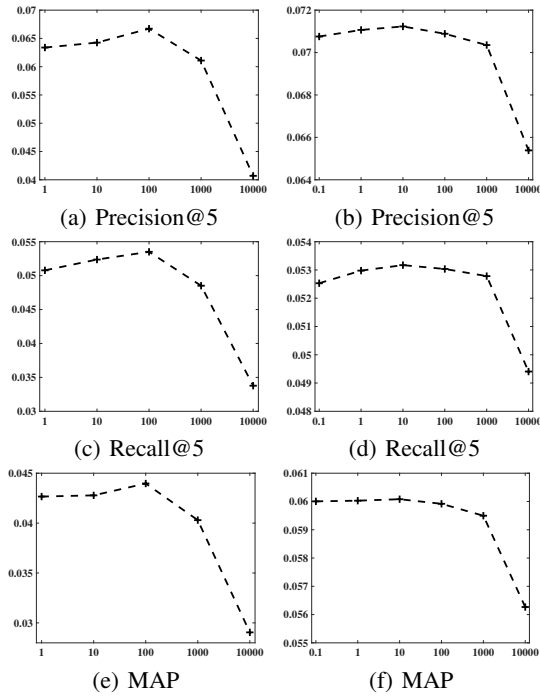 0.07
0.065
0.06
0.055
0.05
0.045
0.04
1 10 100 1000 10000
(a) Precision@5
0.072
0.07
0.068
0.066
0.064
0.1 1 10 100 1000 10000
(b) Precision@5
0.055
0.05
0.045
0.04
0.035
0.03
1 10 100 1000 10000
(c) Recall@5
0.054
0.053
0.052
0.051
0.05
0.049
0.048
0.1 1 10 100 1000 10000
(d) Recall@5
0.045
0.04
0.03
1 10 100 1000 10000
(e) MAP
0.061
0.06
0.059
0.058
0.057
0.056
0.055
0.1 1 10 100 1000 10000
(f) MAP